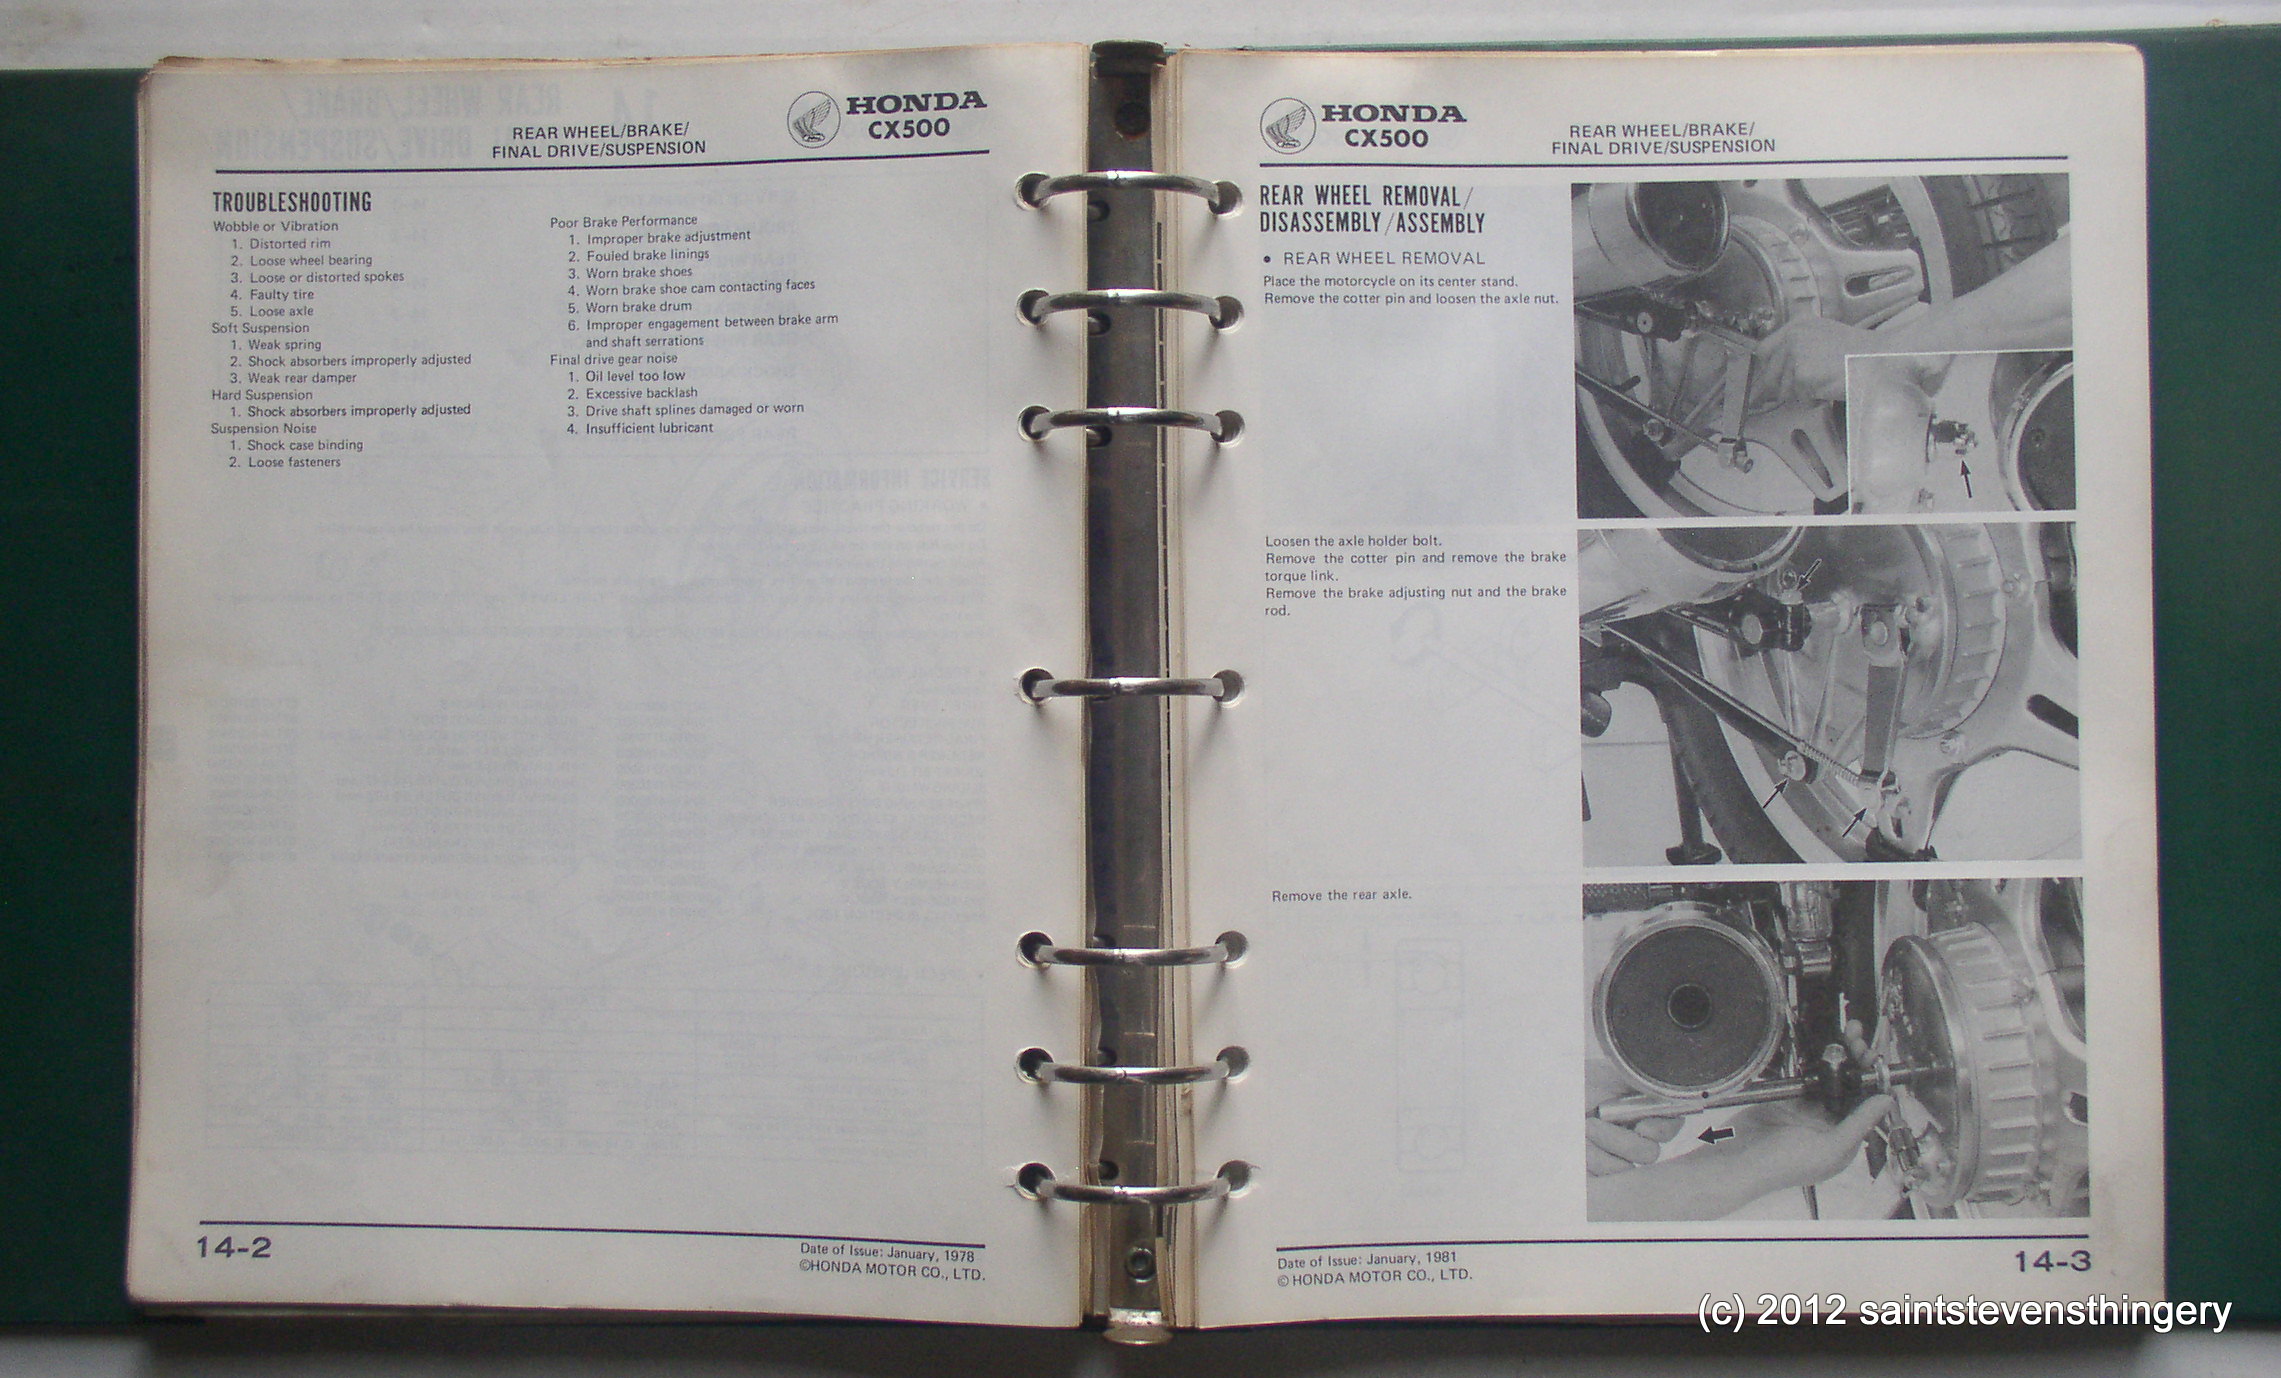 REAR WHEEL/BRAKE/
FINAL DRIVE/SUSPENSION
HONDA
CX500
TROUBLESHOOTING
Wobble or Vibration
1. Distorted rim
2. Loose wheel bearing
3. Loose or distorted spokes
4. Faulty tire
5. Loose axle
Soft Suspension
1. Weak spring
2. Shock absorbers improperly adjusted
3. Weak rear damper
Hard Suspension
1. Shock absorbers improperly adjusted
Suspension Noise
1. Shock case binding
2. Loose fasteners
Poor Brake Performance
1. Improper brake adjustment
2. Fouled brake linings
3. Worn brake shoes
4. Worn brake shoe cam contacting faces
5. Worn brake drum
6. Improper engagement between brake arm
and shaft serrations
Final drive gear noise
1. Oil level too low
2. Excessive backlash
3. Drive shaft splines damaged or worn
4. Insufficient lubricant
14-2
Date of Issue: January, 1978
©HONDA MOTOR CO., LTD.
HONDA
CX500
REAR WHEEL/BRAKE/
FINAL DRIVE/SUSPENSION
REAR WHEEL REMOVAL/
DISASSEMBLY/ASSEMBLY
• REAR WHEEL REMOVAL
Place the motorcycle on its center stand.
Remove the cotter pin and loosen the axle nut.
Loosen the axle holder bolt.
Remove the cotter pin and remove the brake
torque link.
Remove the brake adjusting nut and the brake
rod.
Remove the rear axle.
Date of Issue: January, 1981
© HONDA MOTOR CO., LTD.
14-3
(c) 2012 saintstevensthingery